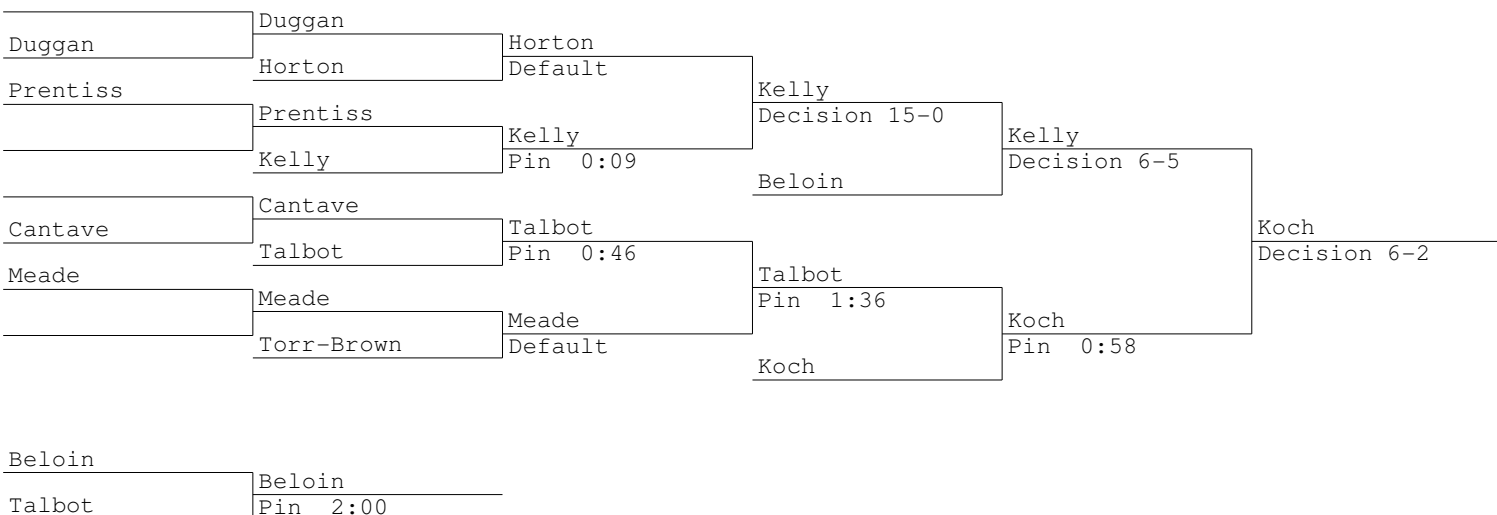 Duggan
Duggan
Horton
Horton
Default
Prentiss
Kelly
Prentiss
Decision 15-0
Kelly
Kelly
Kelly
Pin 0:09
Decision 6-5
Beloin
Cantave
Cantave
Talbot
Koch
Talbot
Pin 0:46
Decision 6-2
Meade
Talbot
Meade
Pin 1:36
Meade
Koch
Torr-Brown
Default
Pin 0:58
Koch
Beloin
Beloin
Talbot
Pin 2:00